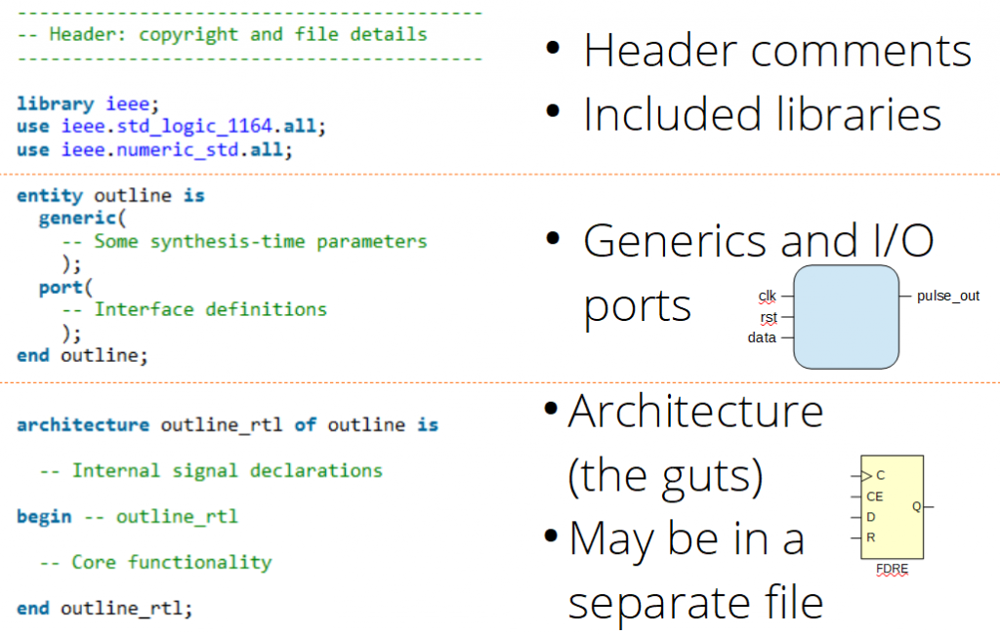 ------------------------------------------
-- Header: copyright and file details
------------------------------------------
library ieee;
use ieee.std_logic_1164.all;
use ieee.numeric_std.all;
• Header comments
• Included libraries
entity outline is
generic(
-- Some synthesis-time parameters
);
port(
-- Interface definitions
);
end outline;
• Generics and I/O
ports
clk
rst
data
pulse_out
architecture outline_rtl of outline is
-- Internal signal declarations
begin -- outline_rtl
-- Core functionality
end outline_rtl;
• Architecture
(the guts)
• May be in a
separate file
C
CE
D
R
Q
FDRE